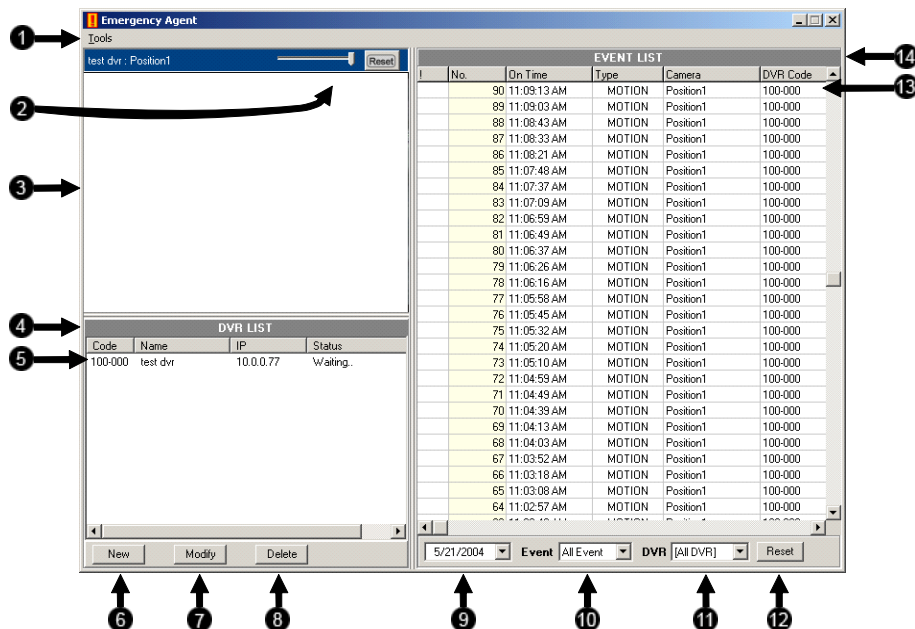 Emergency Agent
1 Tools
test dvr : Position1 Reset
2
3
EVENT LIST 14
! No. On Time Type Camera DVR Code
90 11:09:13 AM MOTION Position1 100-000 13
89 11:09:03 AM MOTION Position1 100-000
88 11:08:43 AM MOTION Position1 100-000
87 11:08:33 AM MOTION Position1 100-000
86 11:08:21 AM MOTION Position1 100-000
85 11:07:48 AM MOTION Position1 100-000
84 11:07:37 AM MOTION Position1 100-000
83 11:07:09 AM MOTION Position1 100-000
82 11:06:59 AM MOTION Position1 100-000
81 11:06:49 AM MOTION Position1 100-000
80 11:06:37 AM MOTION Position1 100-000
79 11:06:26 AM MOTION Position1 100-000
78 11:06:16 AM MOTION Position1 100-000
77 11:05:58 AM MOTION Position1 100-000
76 11:05:45 AM MOTION Position1 100-000
75 11:05:32 AM MOTION Position1 100-000
74 11:05:20 AM MOTION Position1 100-000
73 11:05:10 AM MOTION Position1 100-000
72 11:04:59 AM MOTION Position1 100-000
71 11:04:49 AM MOTION Position1 100-000
70 11:04:39 AM MOTION Position1 100-000
69 11:04:13 AM MOTION Position1 100-000
68 11:04:03 AM MOTION Position1 100-000
67 11:03:52 AM MOTION Position1 100-000
66 11:03:18 AM MOTION Position1 100-000
65 11:03:08 AM MOTION Position1 100-000
64 11:02:57 AM MOTION Position1 100-000
4 DVR LIST
Code Name IP Status
5 100-000 test dvr 10.0.0.77 Waiting..
New Modify Delete
5/21/2004 Event All Event DVR [All DVR] Reset
6 7 8 9 10 11 12